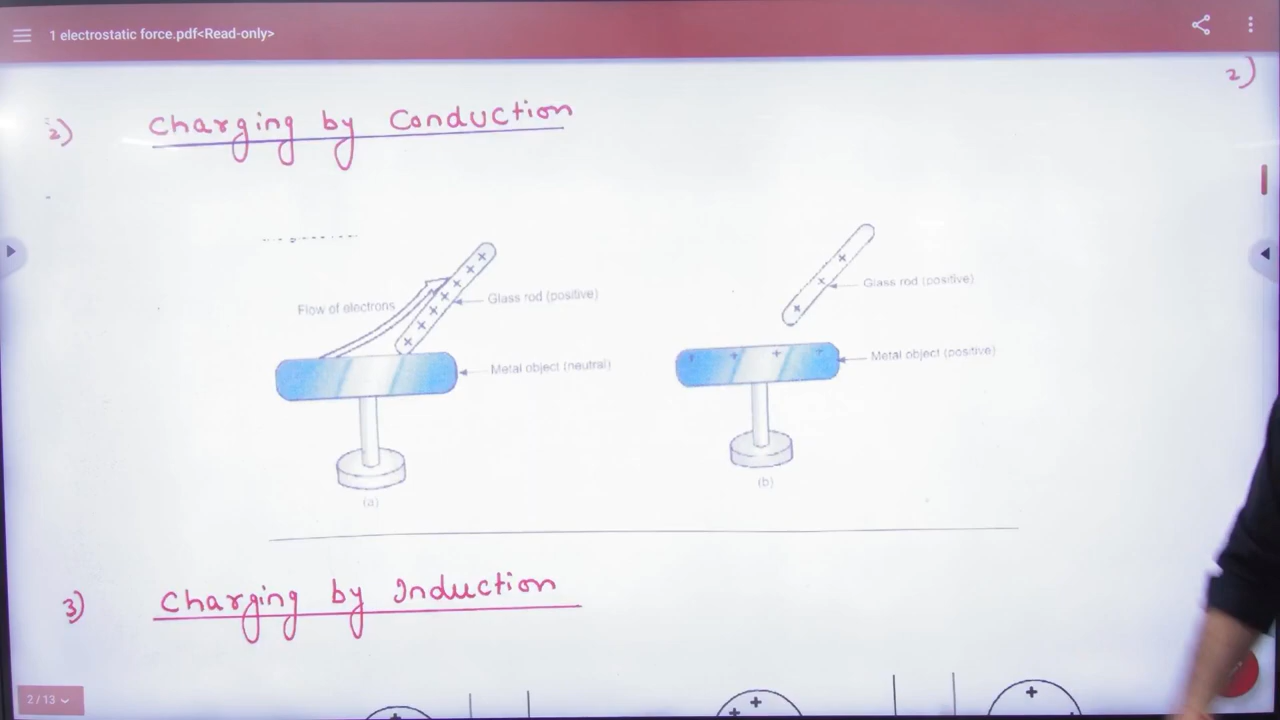 1 electrostatic force.pdf<Read-only>
2)
2) Charging by Conduction
Flow of electrons
Glass rod (positive)
Metal object (neutral)
(a)
Glass rod (positive)
Metal object (positive)
(b)
3) Charging by Induction
2 / 13